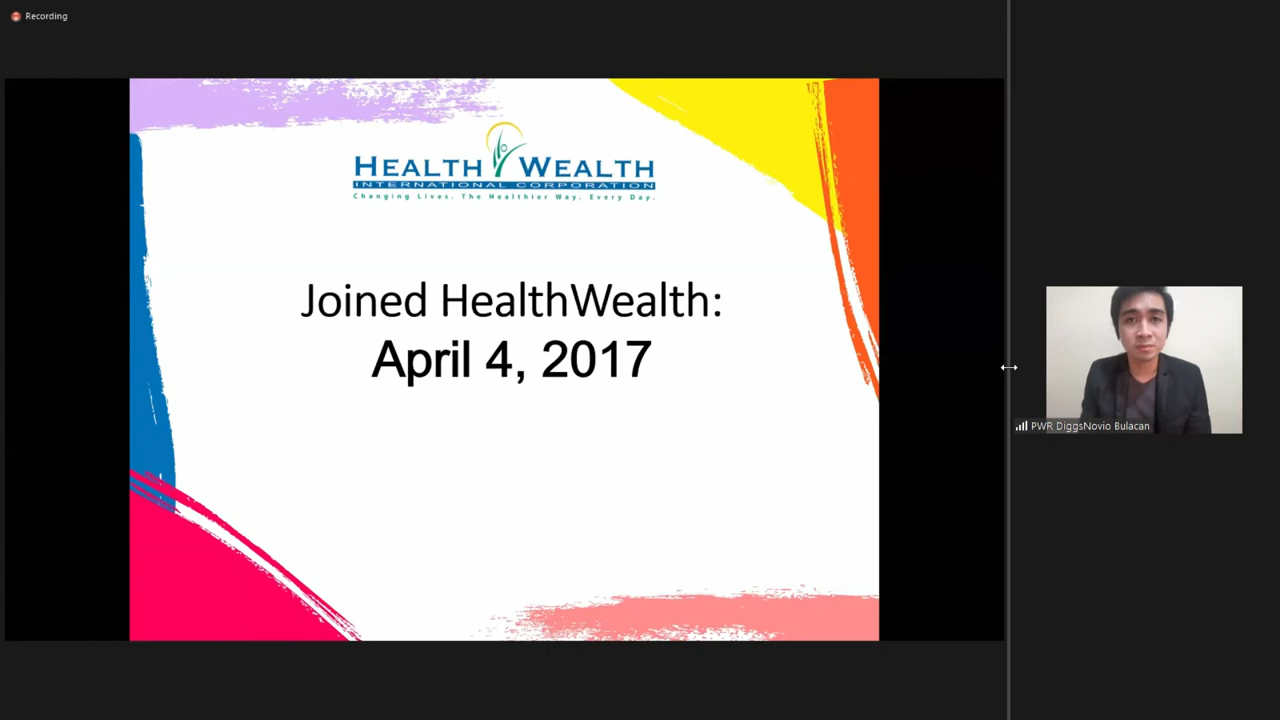 Recording
HEALTH WEALTH
INTERNATIONAL CORPORATION
Changing Lives. The Healthier Way. Every Day.
Joined HealthWealth:
April 4, 2017
PWR DiggsNovio Bulacan